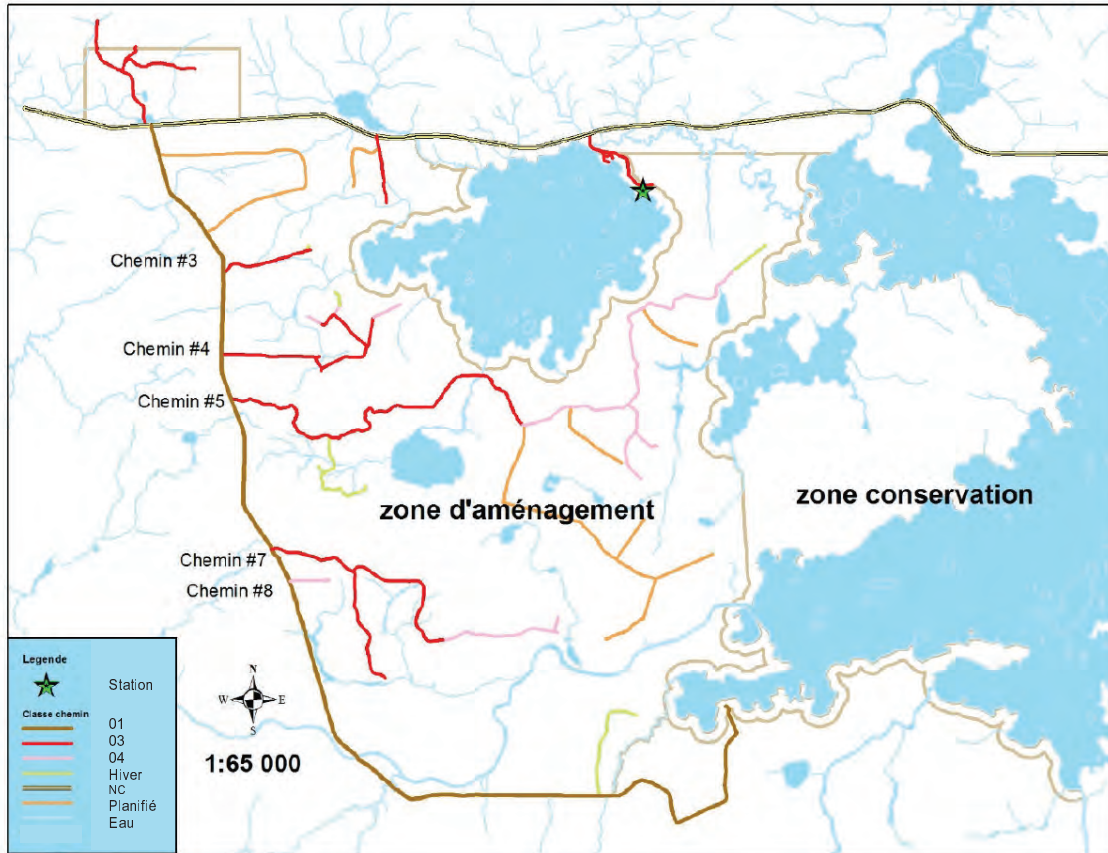 Chemin #3
Chemin #4
Chemin #5
zone d'aménagement
zone conservation
Chemin #7
Chemin #8
N
W E
S
1:65 000
Legende
Station
Classe chemin
01
03
04
Hiver
NC
Planifié
Eau